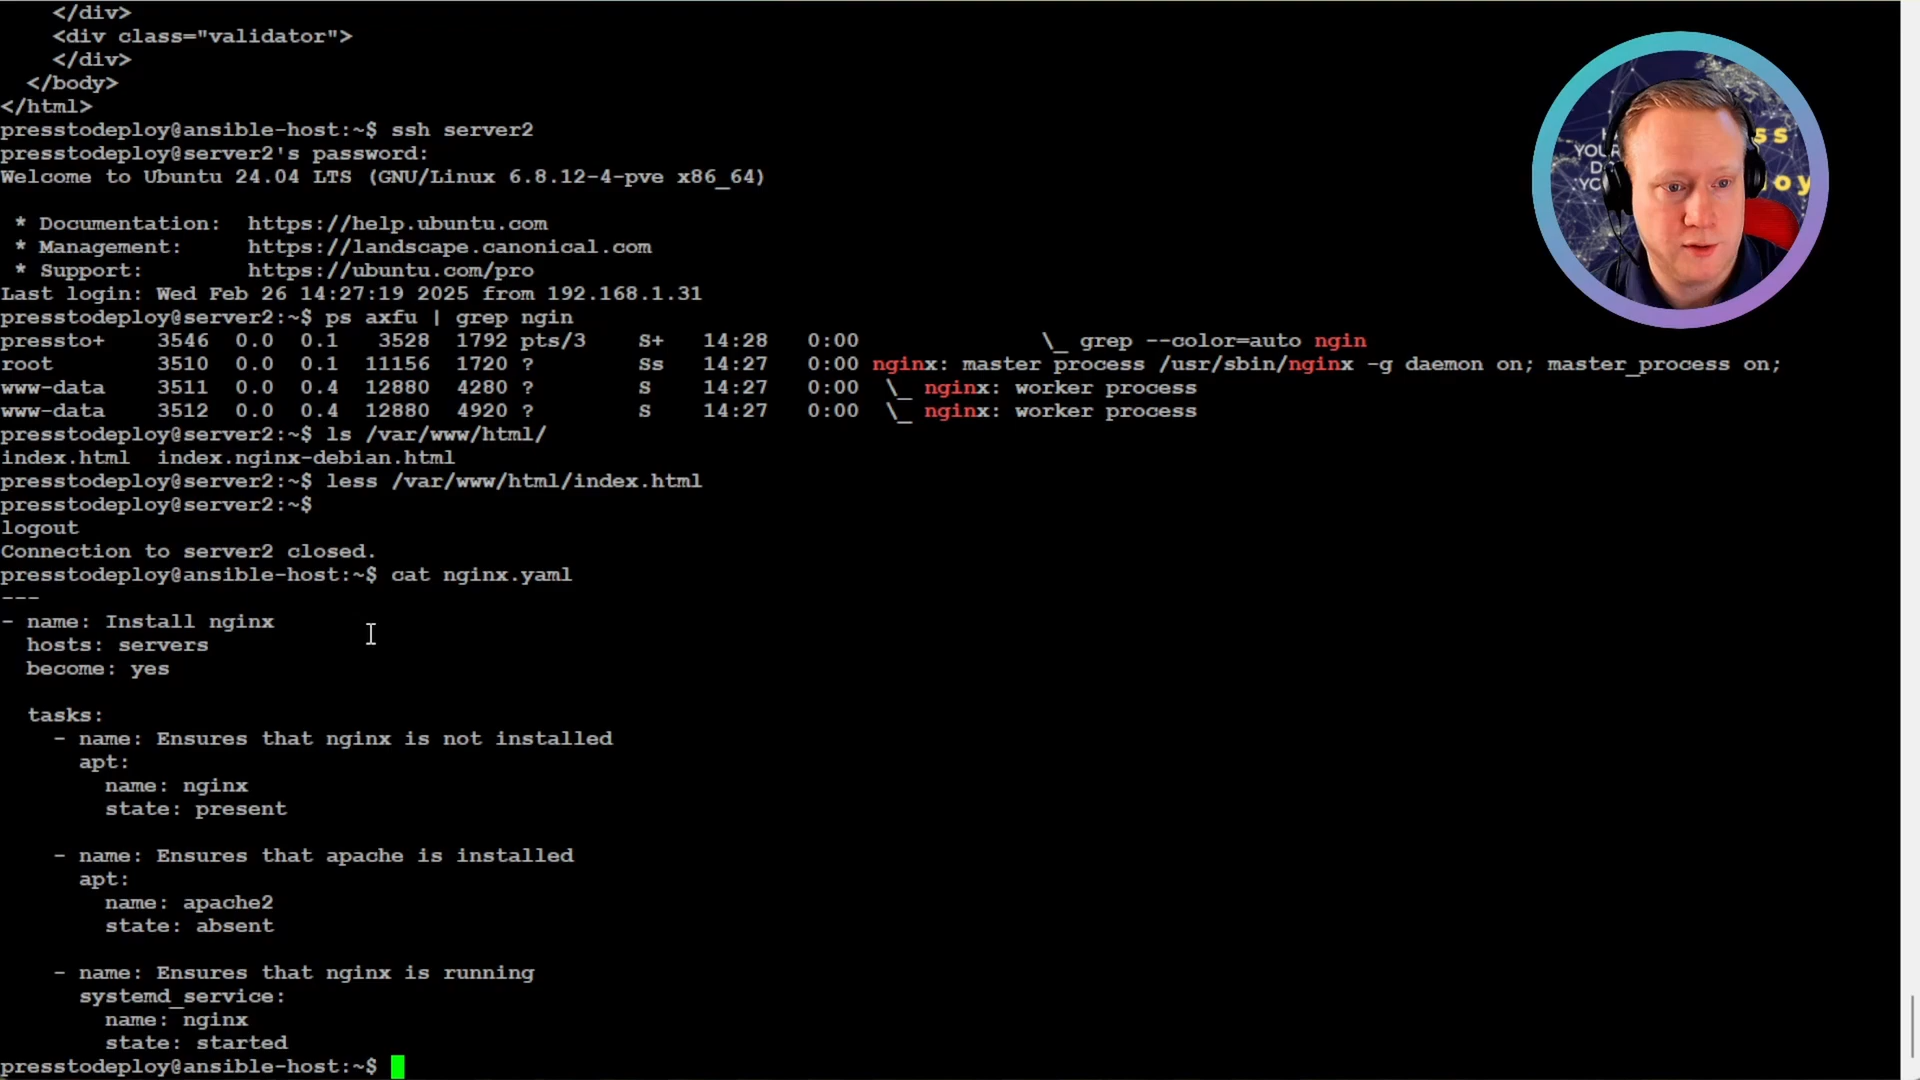 </div>
    <div class="validator">
    </div>
  </body>
</html>
presstodeploy@ansible-host:~$ ssh server2
presstodeploy@server2's password:
Welcome to Ubuntu 24.04 LTS (GNU/Linux 6.8.12-4-pve x86_64)

 * Documentation:  https://help.ubuntu.com
 * Management:     https://landscape.canonical.com
 * Support:        https://ubuntu.com/pro
Last login: Wed Feb 26 14:27:19 2025 from 192.168.1.31
presstodeploy@server2:~$ ps axfu | grep ngin
pressto+    3546  0.0  0.1   3528  1792 pts/3    S+   14:28   0:00              \_ grep --color=auto ngin
root        3510  0.0  0.1  11156  1720 ?        Ss   14:27   0:00 nginx: master process /usr/sbin/nginx -g daemon on; master_process on;
www-data    3511  0.0  0.4  12880  4280 ?        S    14:27   0:00  \_ nginx: worker process
www-data    3512  0.0  0.4  12880  4920 ?        S    14:27   0:00  \_ nginx: worker process
presstodeploy@server2:~$ ls /var/www/html/
index.html  index.nginx-debian.html
presstodeploy@server2:~$ less /var/www/html/index.html
presstodeploy@server2:~$
logout
Connection to server2 closed.
presstodeploy@ansible-host:~$ cat nginx.yaml
---
- name: Install nginx
  hosts: servers
  become: yes

  tasks:
    - name: Ensures that nginx is not installed
      apt:
        name: nginx
        state: present

    - name: Ensures that apache is installed
      apt:
        name: apache2
        state: absent

    - name: Ensures that nginx is running
      systemd_service:
        name: nginx
        state: started
presstodeploy@ansible-host:~$